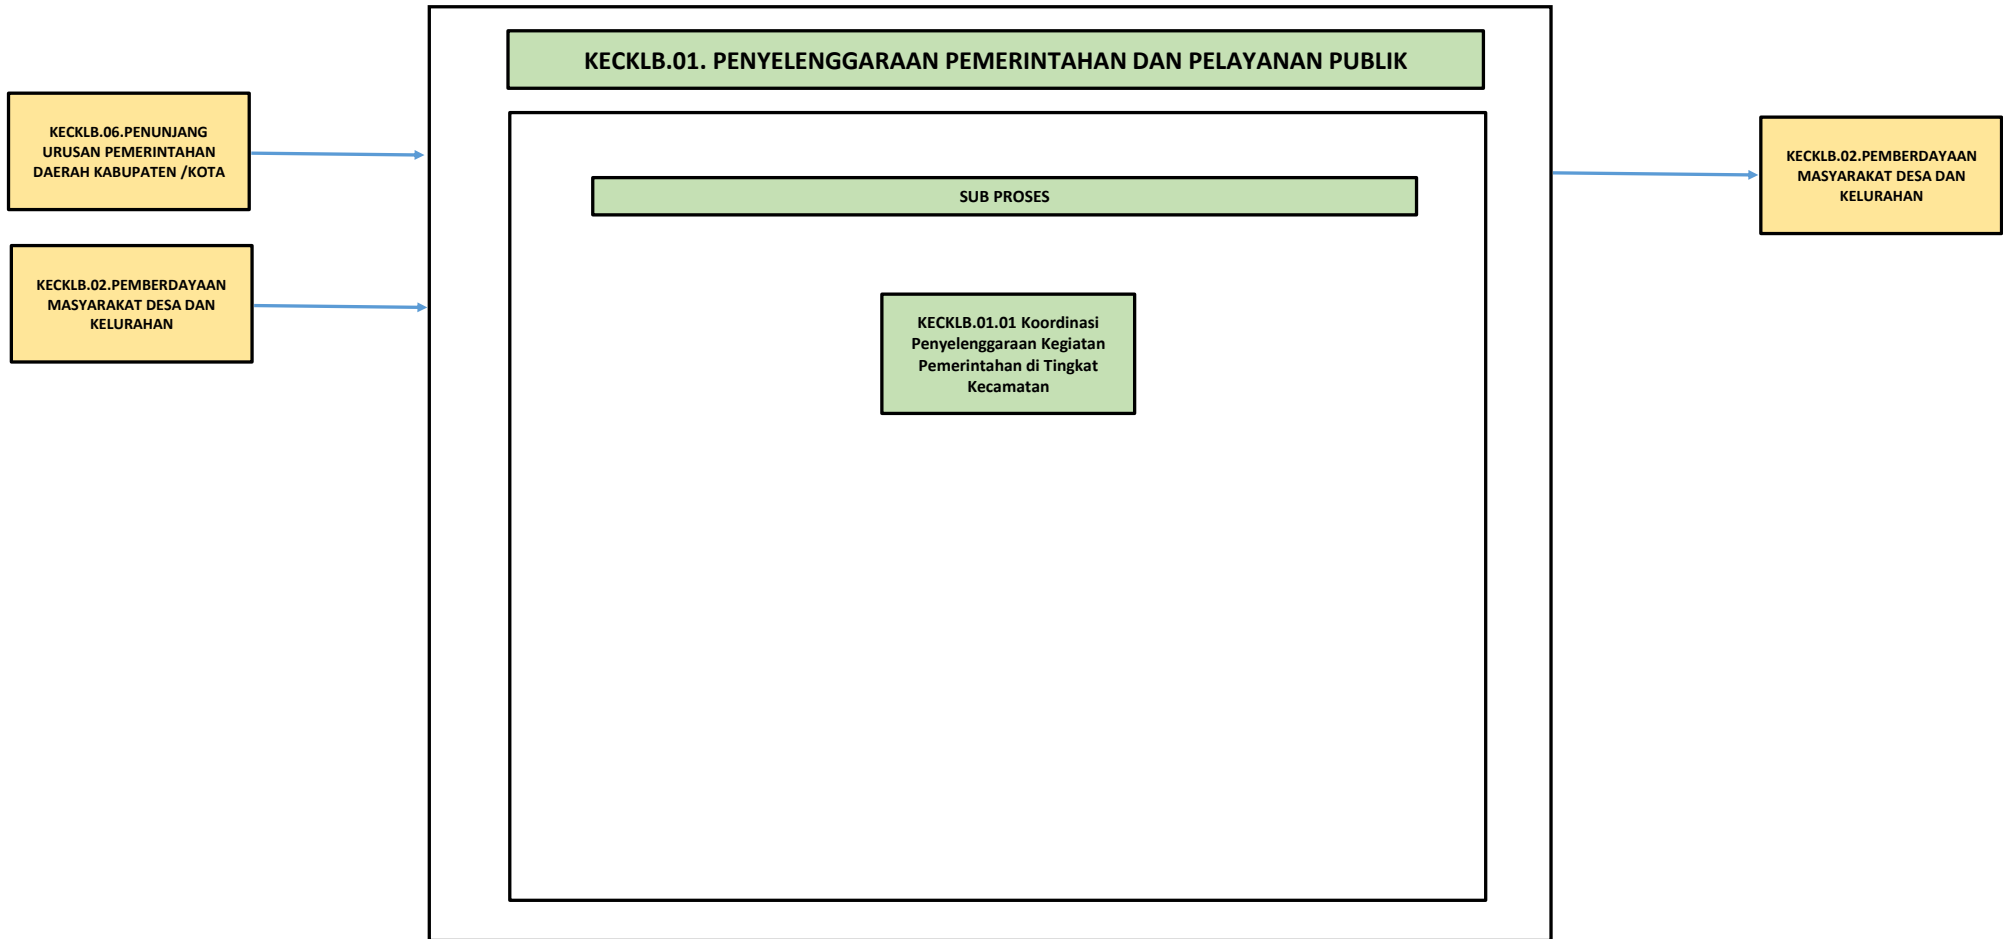 KECKLB.01. PENYELENGGARAAN PEMERINTAHAN DAN PELAYANAN PUBLIK
KECKLB.06.PENUNJANG
URUSAN PEMERINTAHAN
DAERAH KABUPATEN /KOTA
KECKLB.02.PEMBERDAYAAN
MASYARAKAT DESA DAN
KELURAHAN
SUB PROSES
KECKLB.01.01 Koordinasi
Penyelenggaraan Kegiatan
Pemerintahan di Tingkat
Kecamatan
KECKLB.02.PEMBERDAYAAN
MASYARAKAT DESA DAN
KELURAHAN